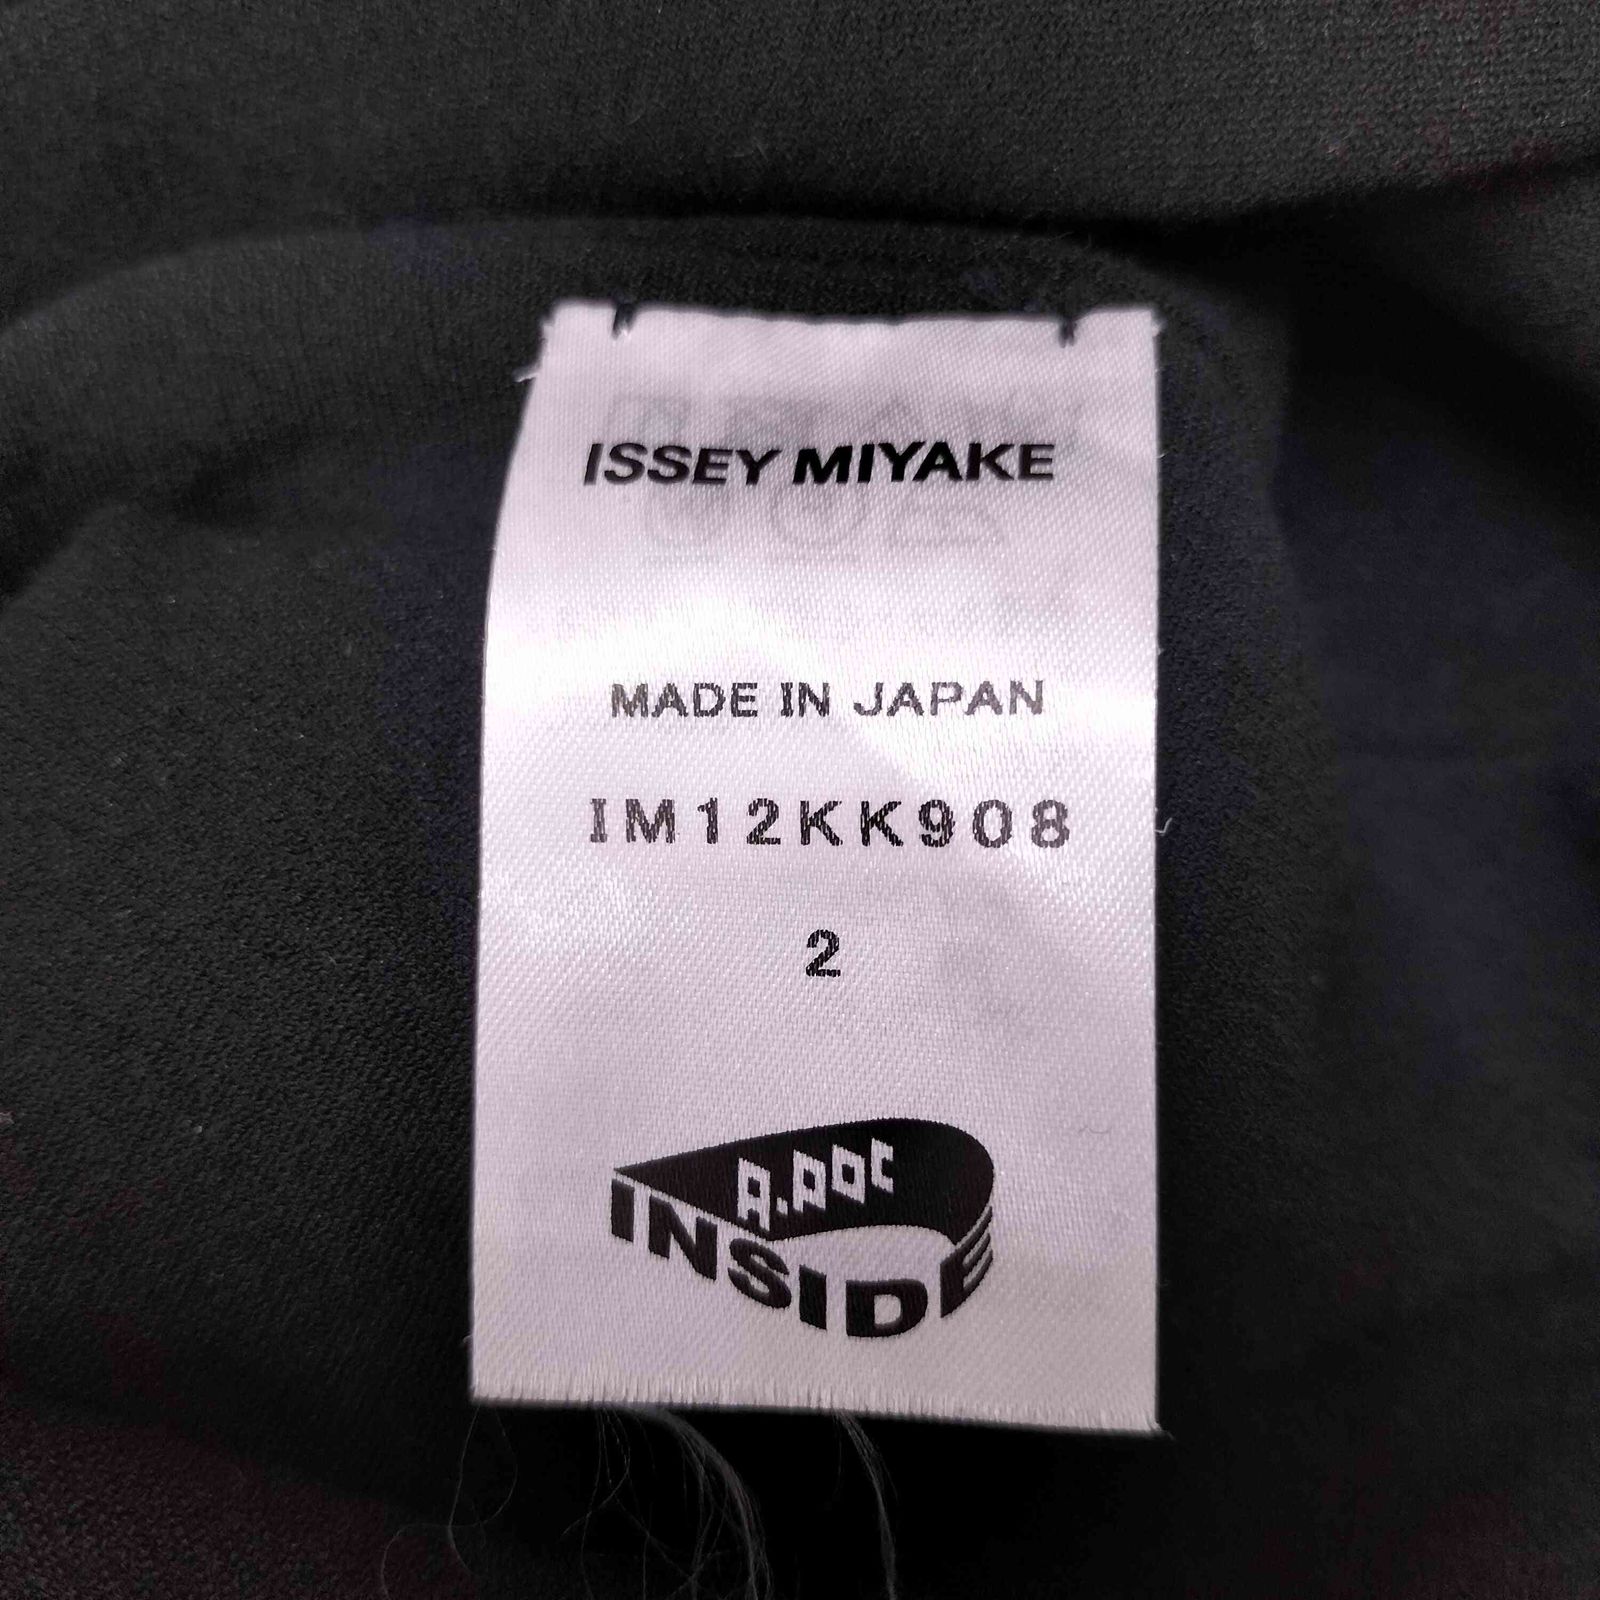 ISSEY MIYAKE
MADE IN JAPAN
IM12KK908
2
A.POC
INSIDE